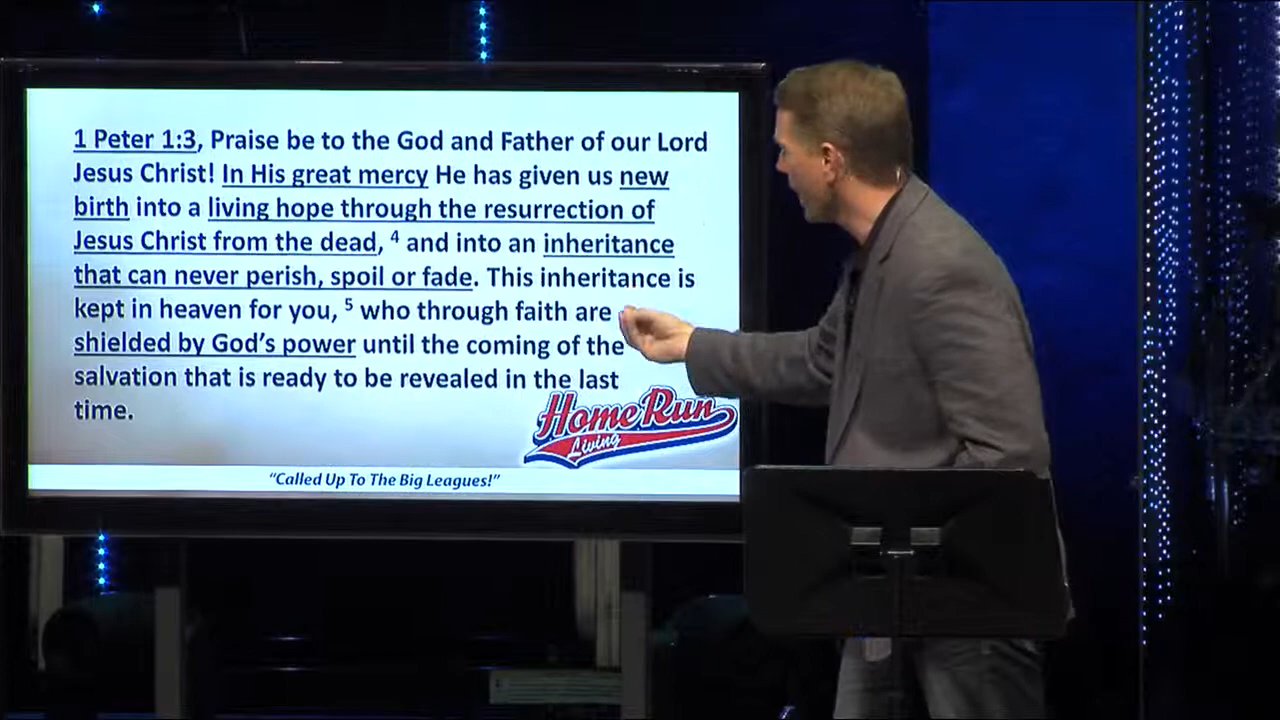 1 Peter 1:3, Praise be to the God and Father of our Lord
Jesus Christ! In His great mercy He has given us new
birth into a living hope through the resurrection of
Jesus Christ from the dead, ⁴ and into an inheritance
that can never perish, spoil or fade. This inheritance is
kept in heaven for you, ⁵ who through faith are
shielded by God’s power until the coming of the
salvation that is ready to be revealed in the last
time.
Home Run
Living
“Called Up To The Big Leagues!”